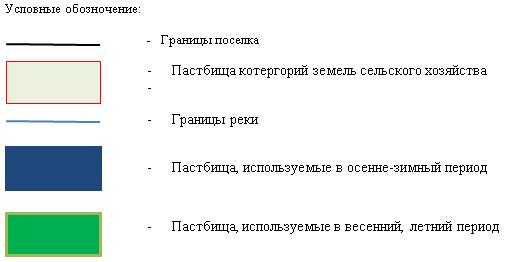 Условные обозначение:
- Границы поселка
- Пастбища котергорий земель сельского хозяйства
-
- Границы реки
- Пастбища, используемые в осенне-зимный период
- Пастбища, используемые в весенний, летний период